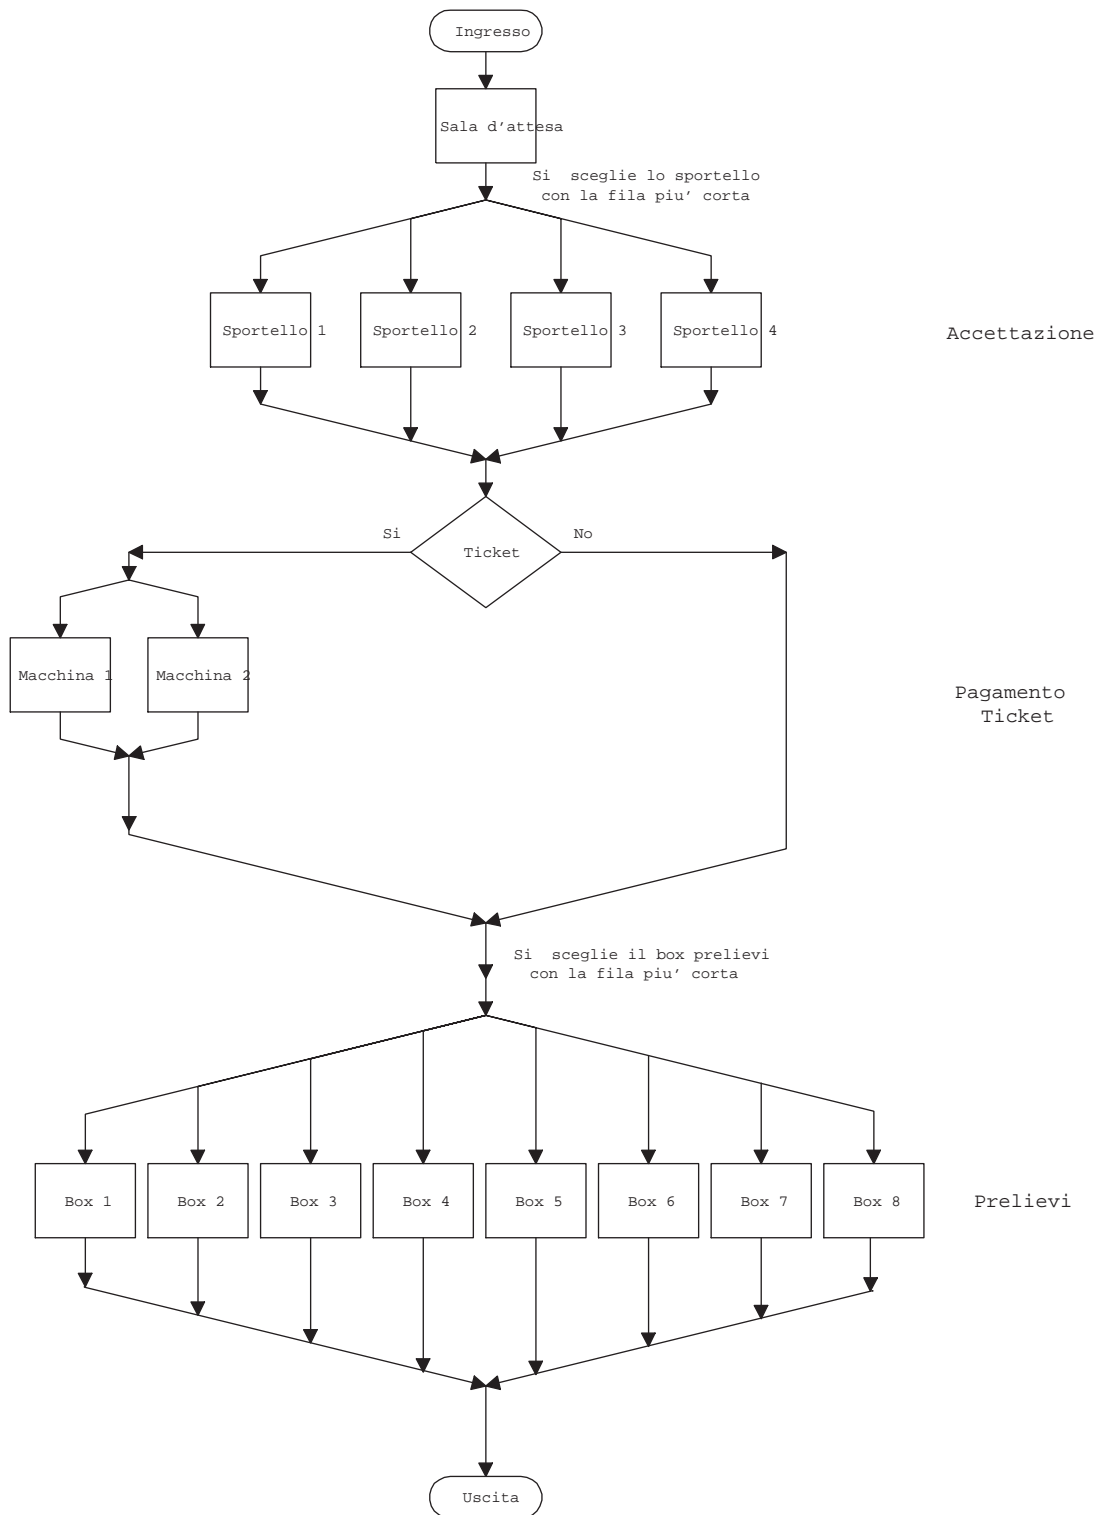 Ingresso
Sala d'attesa
Si sceglie lo sportello
con la fila piu' corta
Sportello 1
Sportello 2
Sportello 3
Sportello 4
Accettazione
Si
Ticket
No
Macchina 1
Macchina 2
Pagamento
Ticket
Si sceglie il box prelievi
con la fila piu' corta
Box 1
Box 2
Box 3
Box 4
Box 5
Box 6
Box 7
Box 8
Prelievi
Uscita